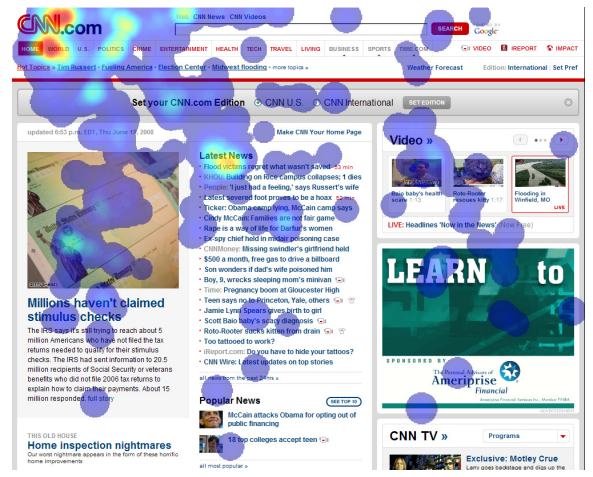 CNN.com
Web CNN News CNN Videos
SEARCH
POWERED BY
Google
HOME WORLD U.S. POLITICS CRIME ENTERTAINMENT HEALTH TECH TRAVEL LIVING BUSINESS SPORTS TIME.COM VIDEO IREPORT IMPACT
Hot Topics » Tim Russert • Fueling America • Election Center • Midwest flooding • more topics »
Weather Forecast
Edition: International | Set Pref
Set your CNN.com Edition CNN U.S. CNN International SET EDITION
updated 6:53 p.m. EDT, Thu June 19, 2008
Make CNN Your Home Page
Millions haven't claimed
stimulus checks
The IRS says it's still trying to reach about 5
million Americans who have not filed the tax
returns needed to qualify for their stimulus
checks. The IRS had sent information to 20.5
million recipients of Social Security or veterans
benefits who did not file 2006 tax returns to
explain how to claim their payments. About 15
million responded. full story
THIS OLD HOUSE
Home inspection nightmares
Our worst nightmare appears in the form of these horrific
home improvements
Latest News
• Flood victims regret what wasn't saved 53 min
• KHOU: Building on Rice campus collapses; 1 dies
• People: 'I just had a feeling,' says Russert's wife
• Latest severed foot proves to be a hoax 52 min
• Ticker: Obama complying, McCain camp says
• Cindy McCain: Families are not fair game
• Rape is a way of life for Darfur's women
• Ex-spy chief held in midair poisoning case
• CNNMoney: Missing swindler's girlfriend held
• $500 a month, free gas to drive a billboard
• Son wonders if dad's wife poisoned him
• Boy, 9, wrecks sleeping mom's minivan
• Time: Pregnancy boom at Gloucester High
• Teen says no to Princeton, Yale, others
• Jamie Lynn Spears gives birth to girl
• Scott Baio baby's scary diagnosis
• Roto-Rooter sucks kitten from drain
• Too tattooed to work?
• iReport.com: Do you have to hide your tattoos?
• CNN Wire: Latest updates on top stories
all news from the past 24hrs »
Popular News
SEE TOP 10
McCain attacks Obama for opting out of
public financing
18 top colleges accept teen
all most popular »
Video »
Baio baby's health
scare 1:13
Roto-Rooter
rescues kitty 1:17
Flooding in
Winfield, MO
LIVE
LIVE: Headlines 'Now in the News' (Now Free)
LEARN to
SPONSORED BY
The Personal Advisors of
Ameriprise
Financial
Ameriprise Financial Services Inc., Member FINRA
CNN TV »
Programs
Exclusive: Motley Crue
Larry goes backstage and digs up the